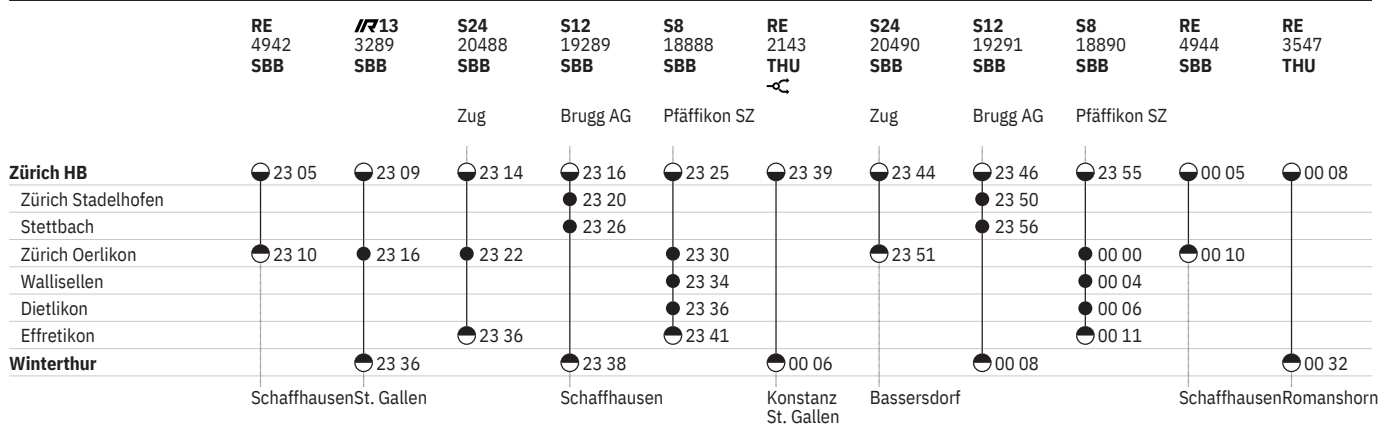 RE IR13 S24 S12 S8 RE S24 S12 S8 RE RE
4942 3289 20488 19289 18888 2143 20490 19291 18890 4944 3547
SBB SBB SBB SBB SBB THU SBB SBB SBB SBB THU
Zug Brugg AG Pfäffikon SZ Zug Brugg AG Pfäffikon SZ
Zürich HB 23 05 23 09 23 14 23 16 23 25 23 39 23 44 23 46 23 55 00 05 00 08
Zürich Stadelhofen 23 20 23 50
Stettbach 23 26 23 56
Zürich Oerlikon 23 10 23 16 23 22 23 30 23 51 00 00 00 10
Wallisellen 23 34 00 04
Dietlikon 23 36 00 06
Effretikon 23 36 23 41 00 11
Winterthur 23 36 23 38 00 06 00 08 00 32
Schaffhausen St. Gallen Schaffhausen Konstanz Bassersdorf Schaffhausen Romanshorn
St. Gallen